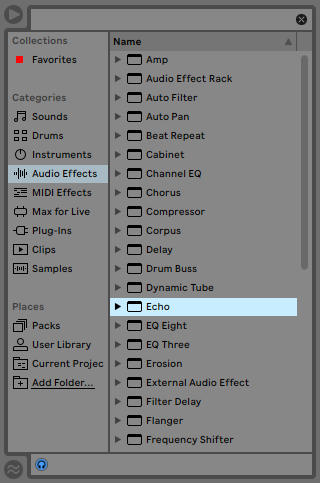 Collections
Favorites
Categories
Sounds
Drums
Instruments
Audio Effects
MIDI Effects
Max for Live
Plug-Ins
Clips
Samples
Places
Packs
User Library
Current Projec
Add Folder...
Name
Amp
Audio Effect Rack
Auto Filter
Auto Pan
Beat Repeat
Cabinet
Channel EQ
Chorus
Compressor
Corpus
Delay
Drum Buss
Dynamic Tube
Echo
EQ Eight
EQ Three
Erosion
External Audio Effect
Filter Delay
Flanger
Frequency Shifter